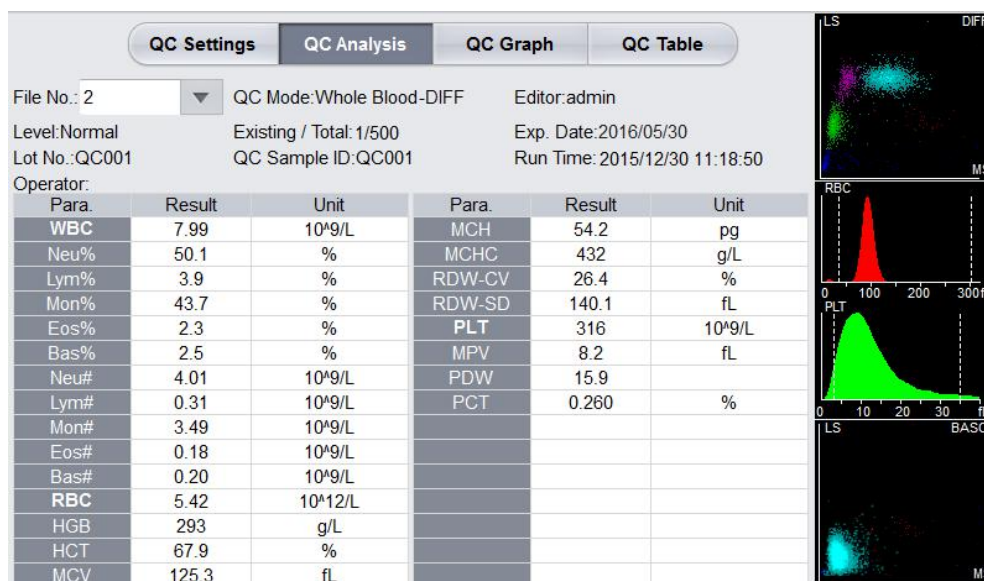 QC Settings QC Analysis QC Graph QC Table
File No.: 2 QC Mode:Whole Blood-DIFF Editor:admin
Level:Normal Existing / Total:1/500 Exp. Date:2016/05/30
Lot No.:QC001 QC Sample ID:QC001 Run Time:2015/12/30 11:18:50
Operator:
Para. Result Unit Para. Result Unit
WBC 7.99 10^9/L MCH 54.2 pg
Neu% 50.1 % MCHC 432 g/L
Lym% 3.9 % RDW-CV 26.4 %
Mon% 43.7 % RDW-SD 140.1 fL
Eos% 2.3 % PLT 316 10^9/L
Bas% 2.5 % MPV 8.2 fL
Neu# 4.01 10^9/L PDW 15.9
Lym# 0.31 10^9/L PCT 0.260 %
Mon# 3.49 10^9/L
Eos# 0.18 10^9/L
Bas# 0.20 10^9/L
RBC 5.42 10^12/L
HGB 293 g/L
HCT 67.9 %
MCV 125.3 fL
LS DIFF
MS
RBC
0 100 200 300f
PLT
0 10 20 30 f
LS BASO
M